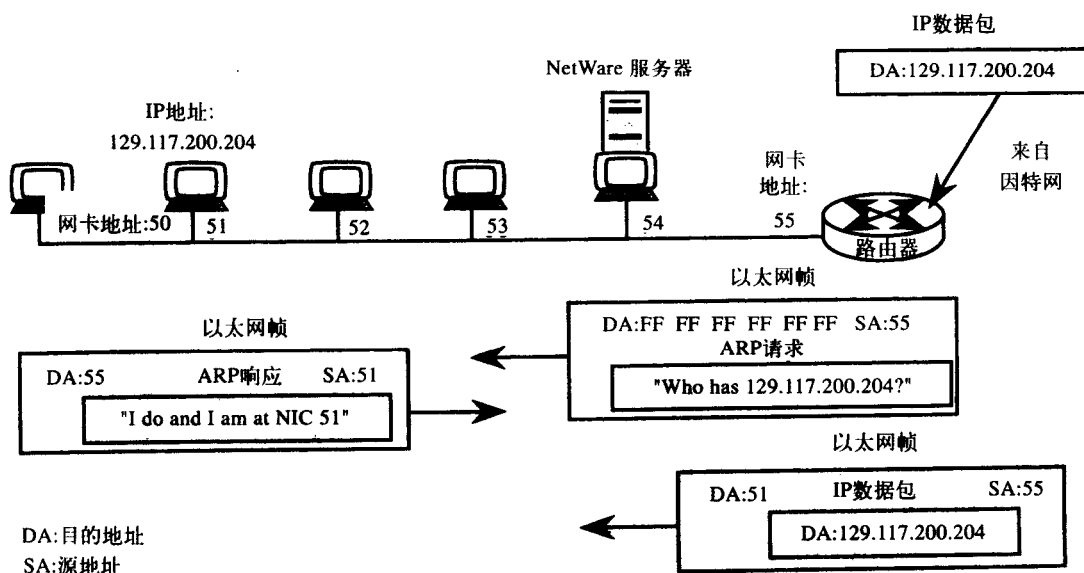 IP数据包
DA:129.117.200.204
NetWare 服务器
IP地址:
129.117.200.204
来自
因特网
网卡
地址:
网卡地址:50
51
52
53
54
55
路由器
以太网帧
DA:FF FF FF FF FF FF SA:55
ARP请求
"Who has 129.117.200.204?"
以太网帧
DA:55 ARP响应 SA:51
"I do and I am at NIC 51"
以太网帧
DA:51 IP数据包 SA:55
DA:129.117.200.204
DA:目的地址
SA:源地址